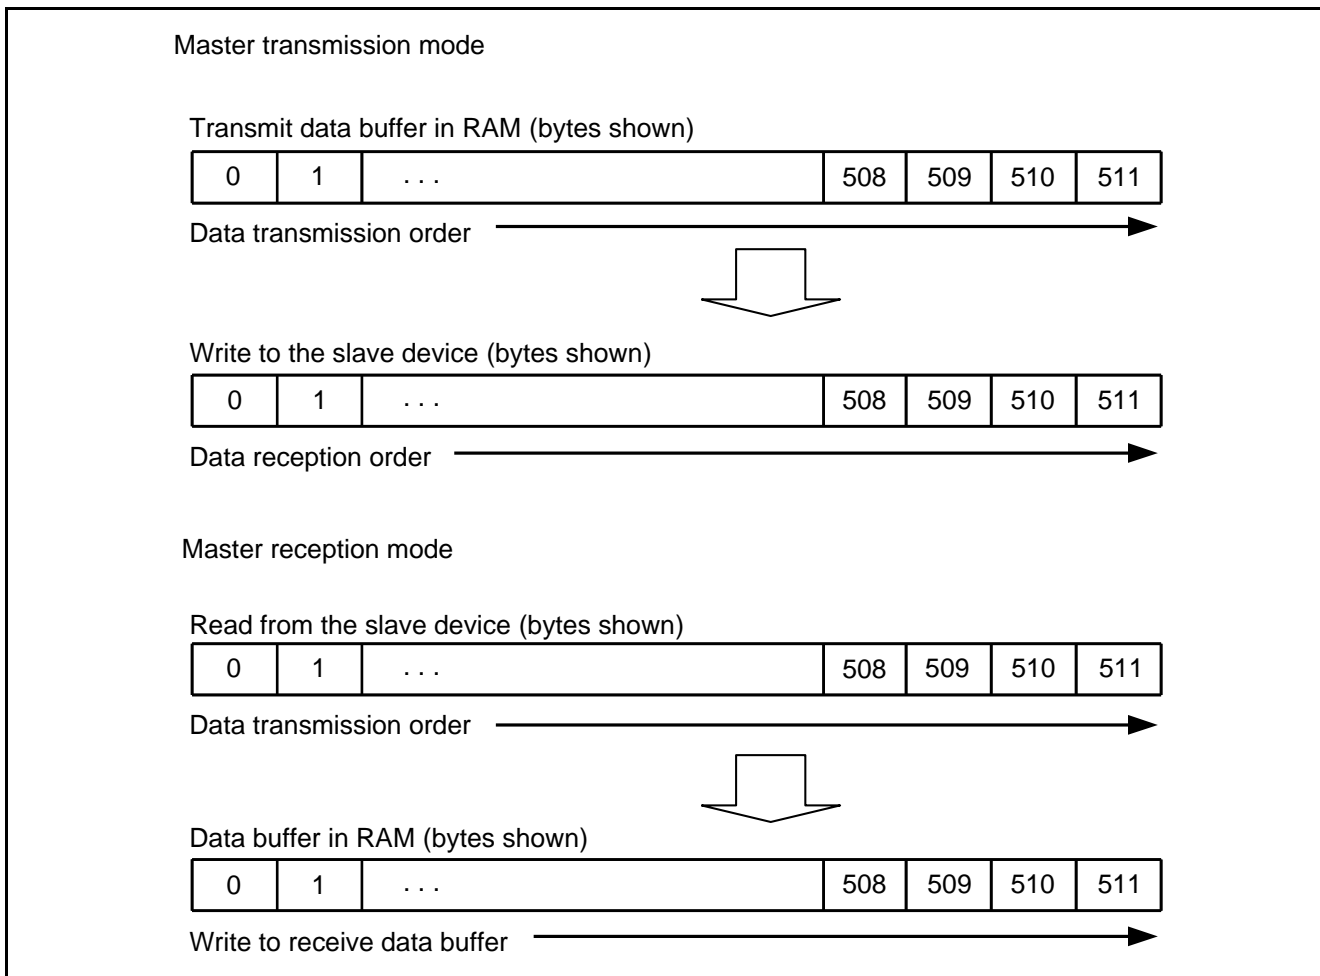 Master transmission mode
Transmit data buffer in RAM (bytes shown)
0 1 . . . 508 509 510 511
Data transmission order
Write to the slave device (bytes shown)
0 1 . . . 508 509 510 511
Data reception order
Master reception mode
Read from the slave device (bytes shown)
0 1 . . . 508 509 510 511
Data transmission order
Data buffer in RAM (bytes shown)
0 1 . . . 508 509 510 511
Write to receive data buffer